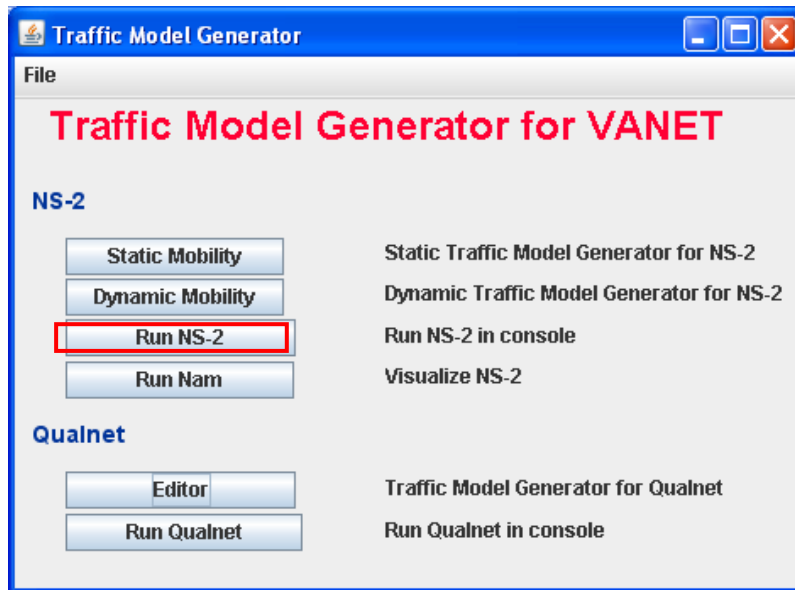 Traffic Model Generator
File
Traffic Model Generator for VANET
NS-2
Static Mobility Static Traffic Model Generator for NS-2
Dynamic Mobility Dynamic Traffic Model Generator for NS-2
Run NS-2 Run NS-2 in console
Run Nam Visualize NS-2
Qualnet
Editor Traffic Model Generator for Qualnet
Run Qualnet Run Qualnet in console